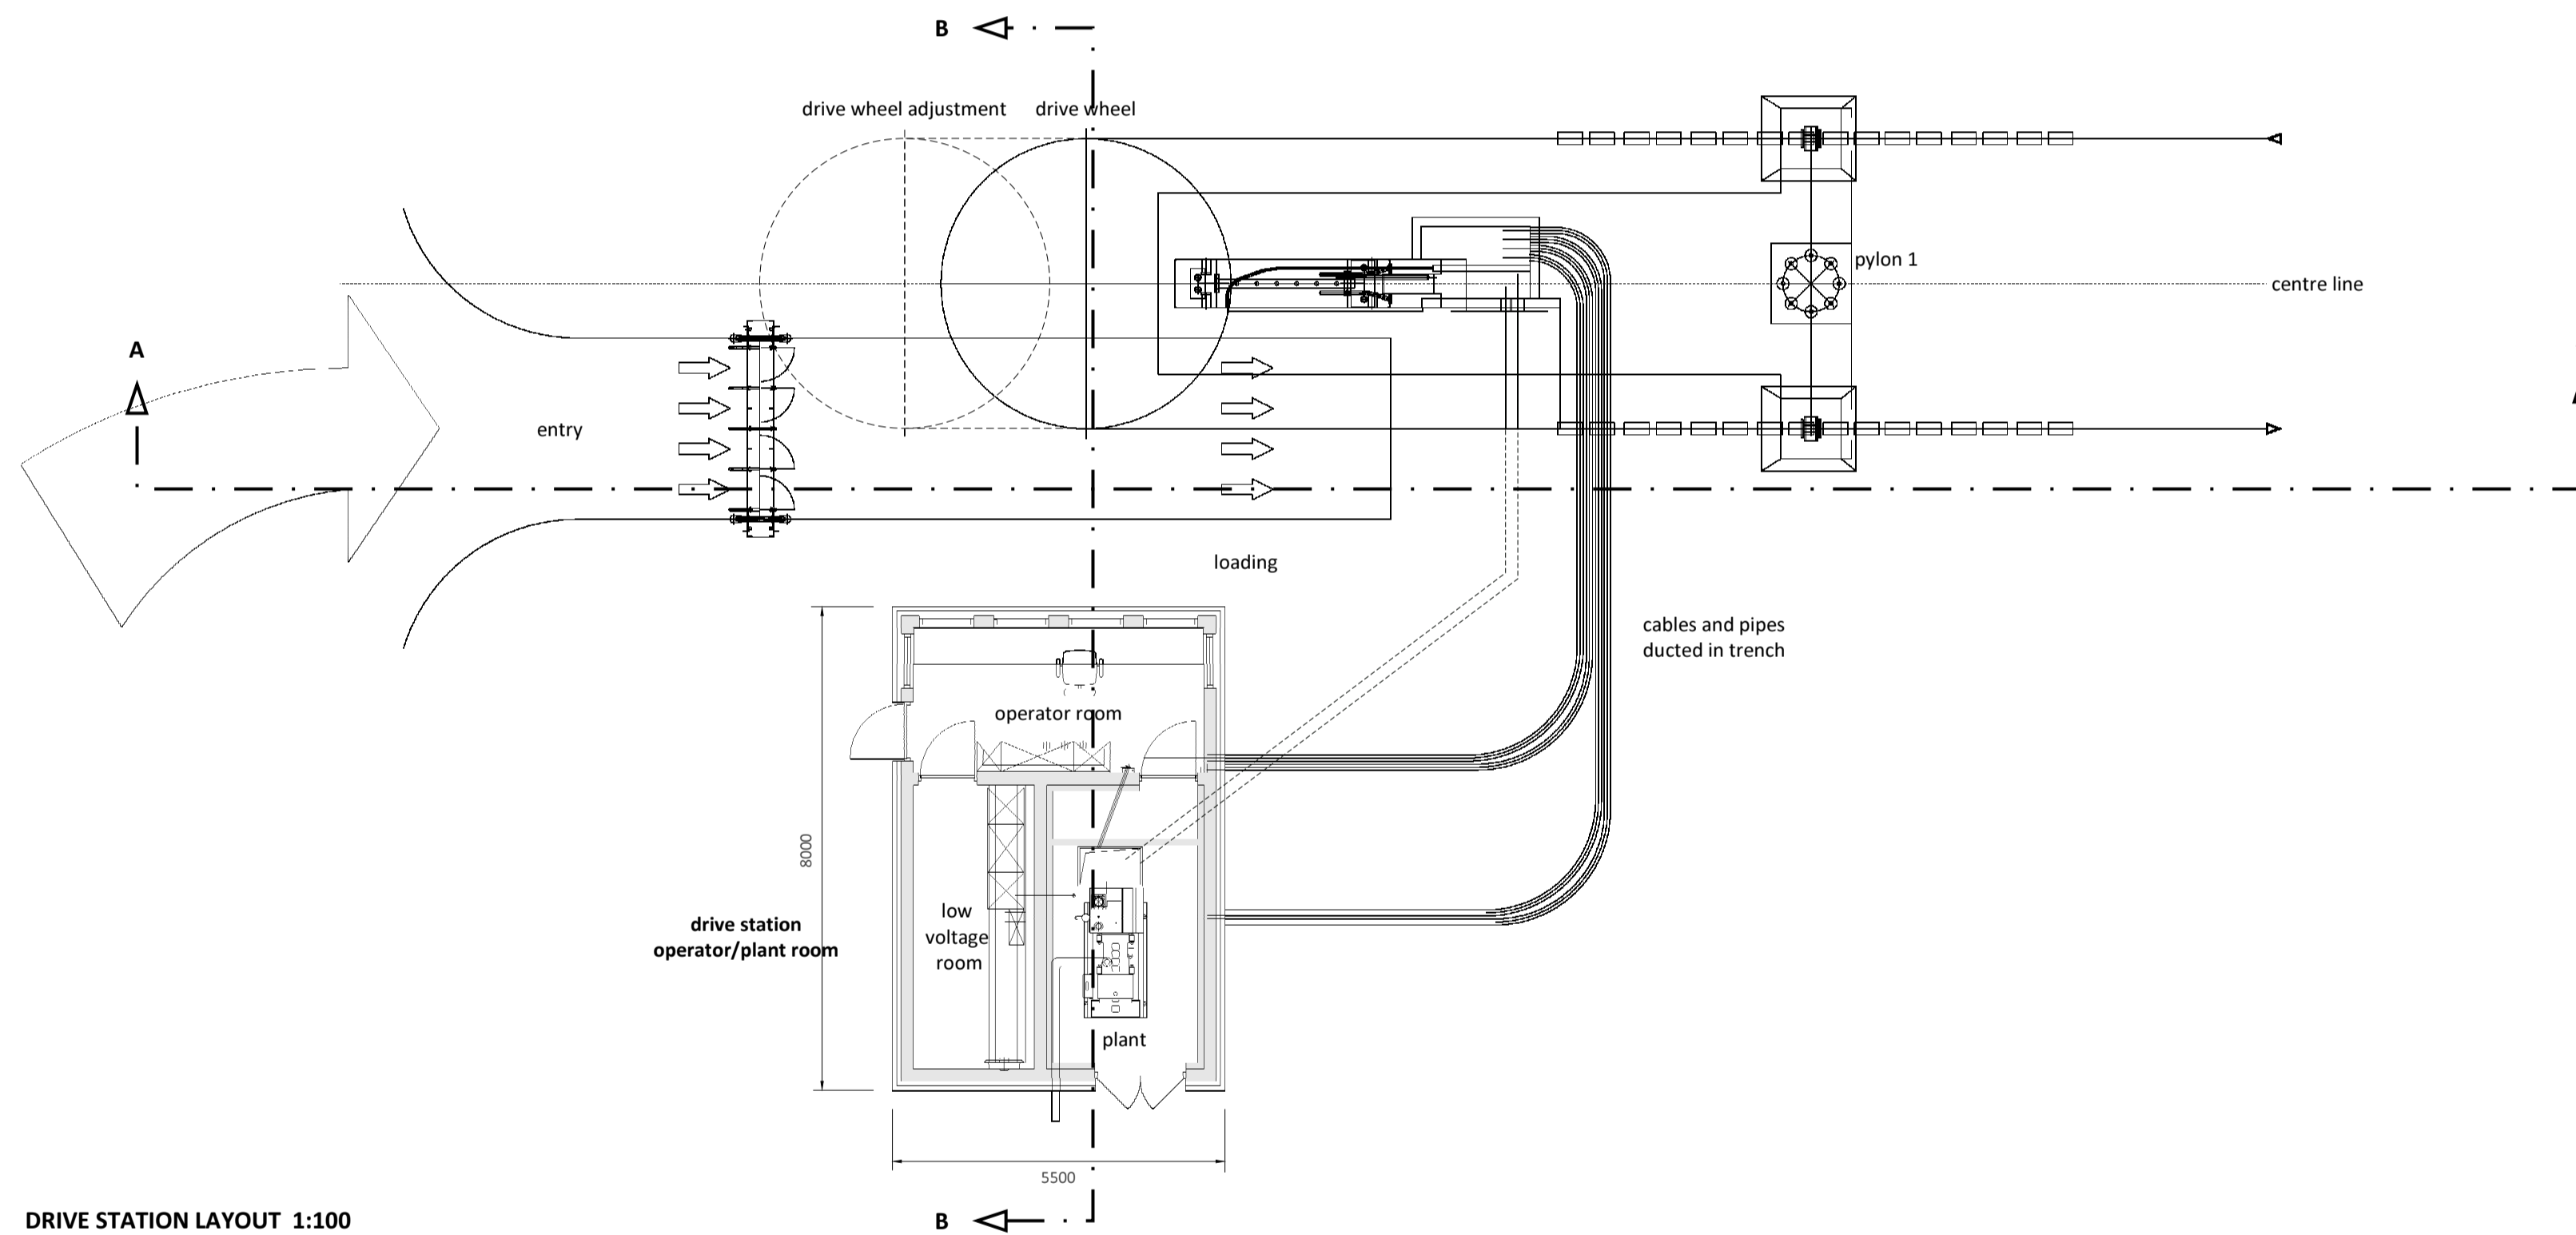 B
drive wheel adjustment
drive wheel
pylon 1
centre line
A
entry
loading
cables and pipes
ducted in trench
operator room
8000
low
voltage
room
drive station
operator/plant room
plant
5500
B
DRIVE STATION LAYOUT 1:100